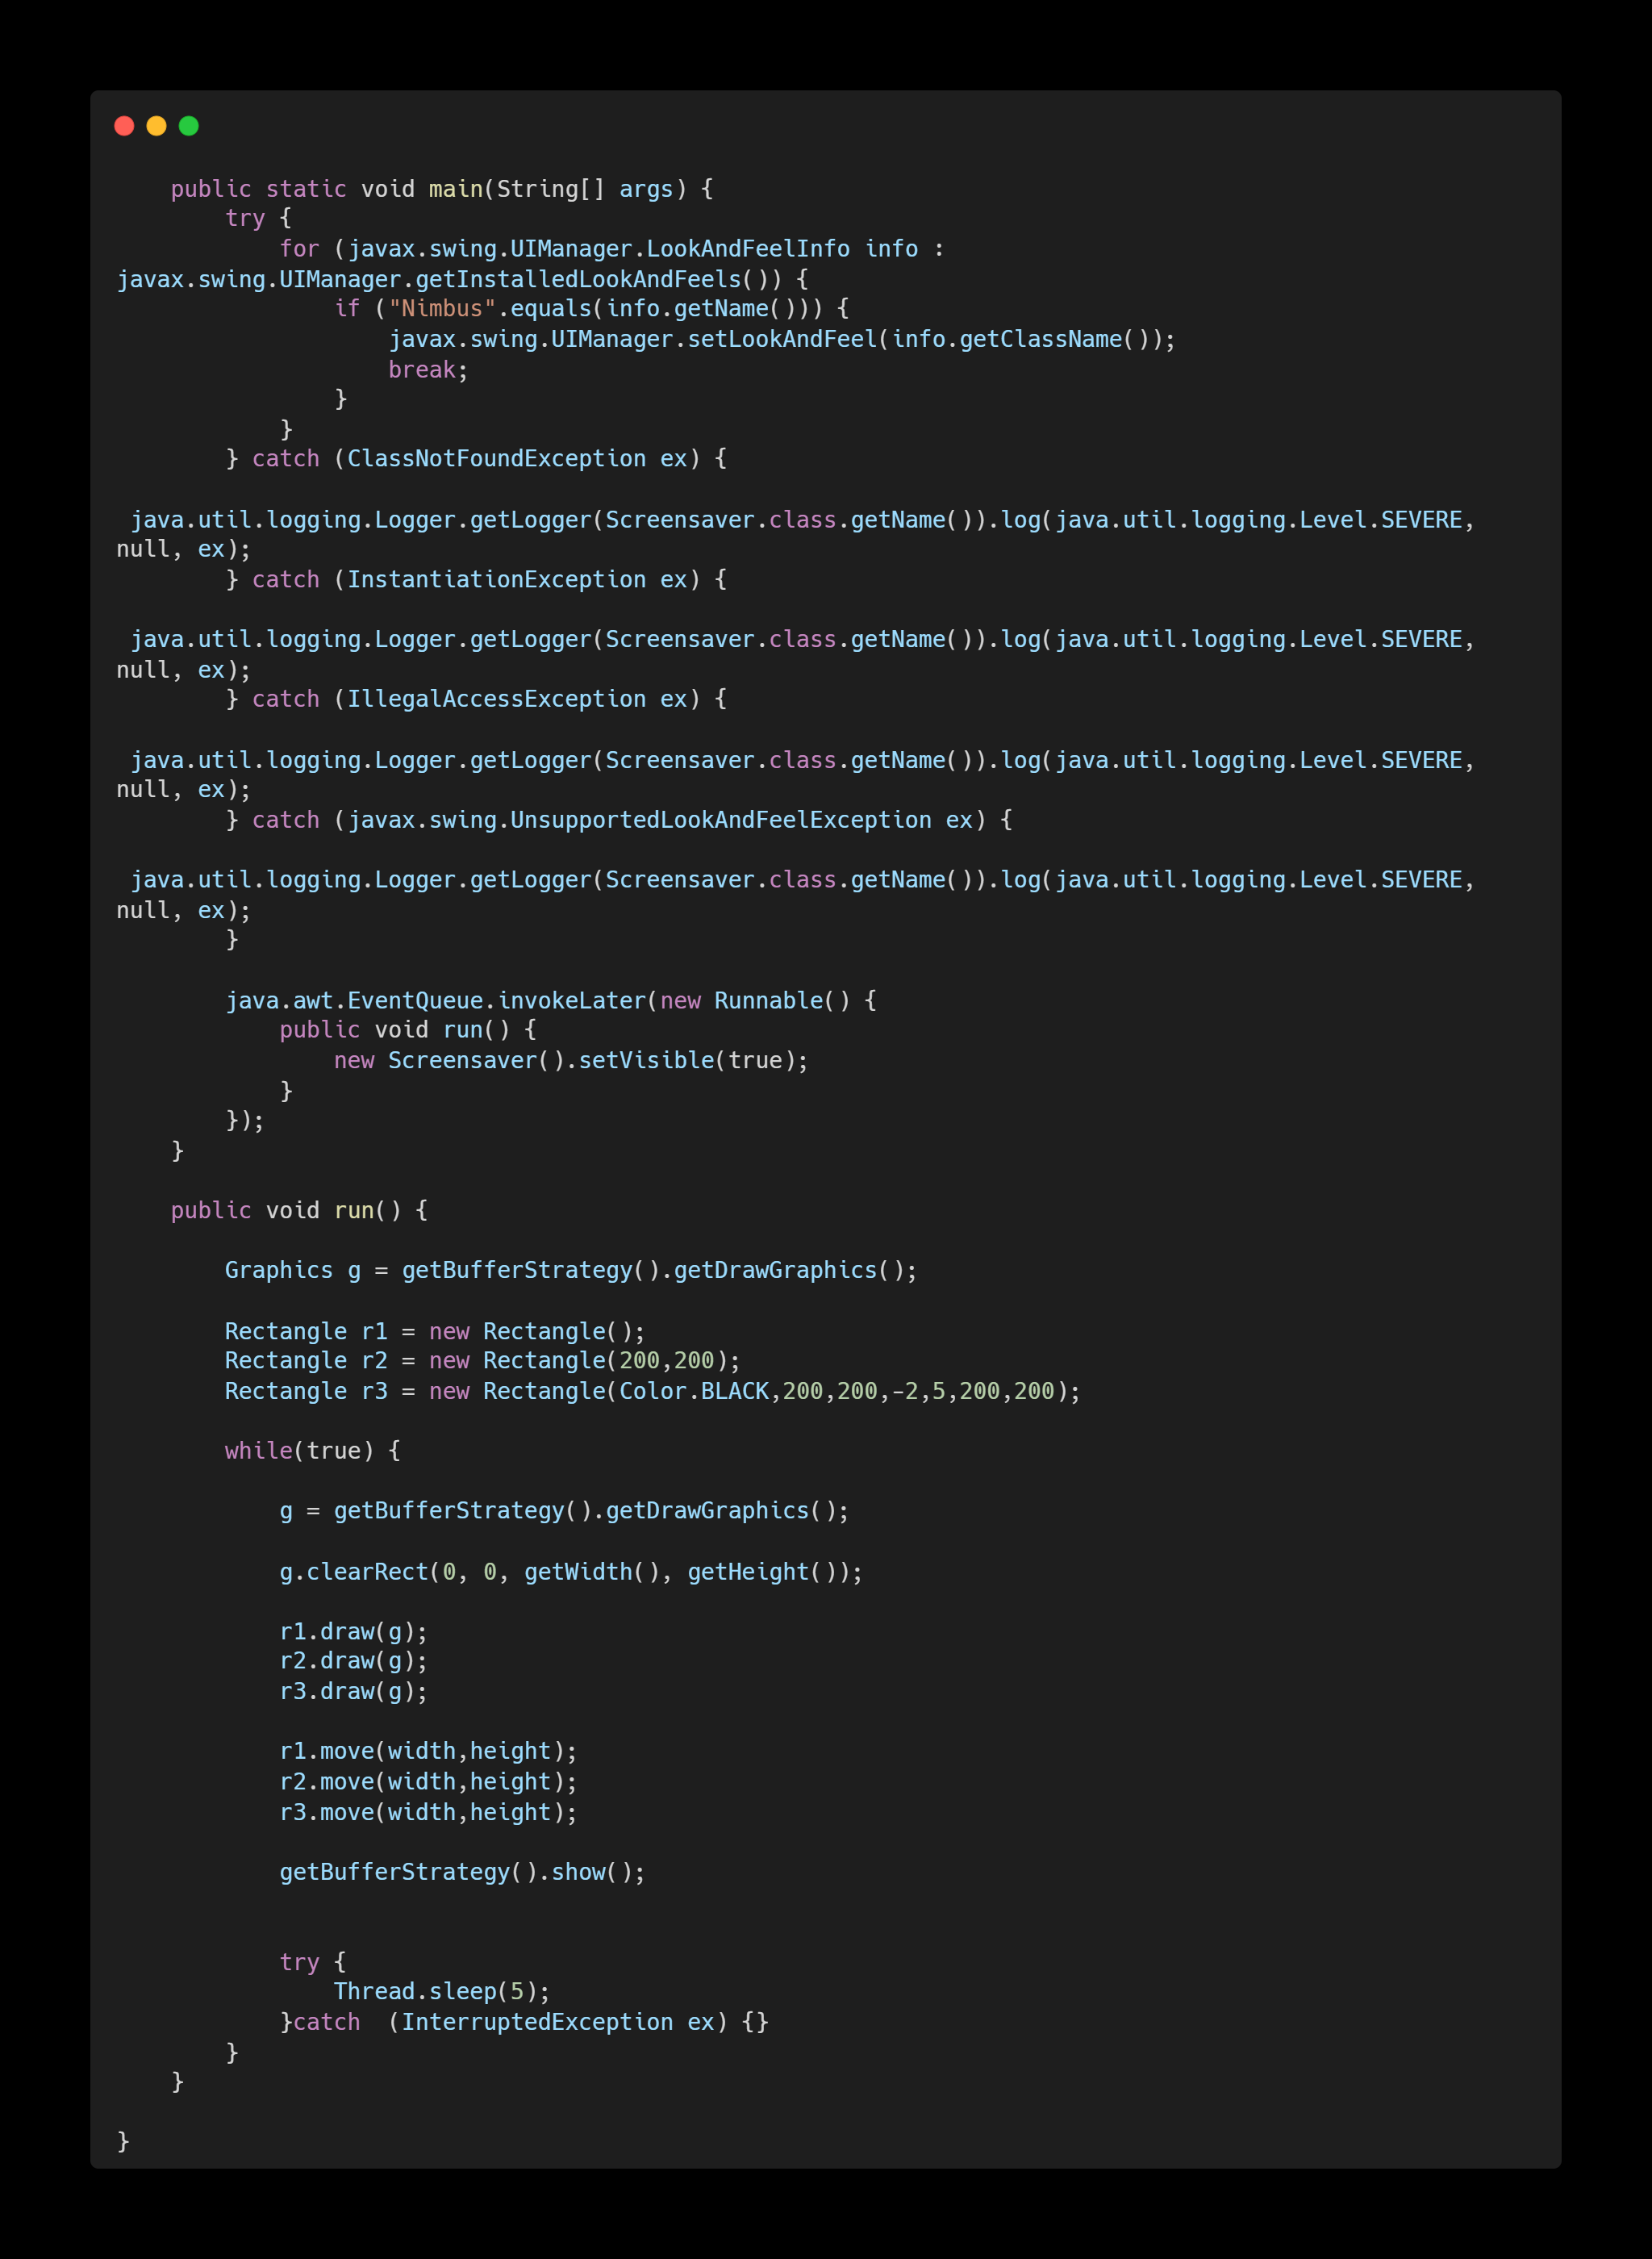 public static void main(String[] args) {
        try {
            for (javax.swing.UIManager.LookAndFeelInfo info :
javax.swing.UIManager.getInstalledLookAndFeels()) {
                if ("Nimbus".equals(info.getName())) {
                    javax.swing.UIManager.setLookAndFeel(info.getClassName());
                    break;
                }
            }
        } catch (ClassNotFoundException ex) {

 java.util.logging.Logger.getLogger(Screensaver.class.getName()).log(java.util.logging.Level.SEVERE,
null, ex);
        } catch (InstantiationException ex) {

 java.util.logging.Logger.getLogger(Screensaver.class.getName()).log(java.util.logging.Level.SEVERE,
null, ex);
        } catch (IllegalAccessException ex) {

 java.util.logging.Logger.getLogger(Screensaver.class.getName()).log(java.util.logging.Level.SEVERE,
null, ex);
        } catch (javax.swing.UnsupportedLookAndFeelException ex) {

 java.util.logging.Logger.getLogger(Screensaver.class.getName()).log(java.util.logging.Level.SEVERE,
null, ex);
        }

        java.awt.EventQueue.invokeLater(new Runnable() {
            public void run() {
                new Screensaver().setVisible(true);
            }
        });
    }

    public void run() {

        Graphics g = getBufferStrategy().getDrawGraphics();

        Rectangle r1 = new Rectangle();
        Rectangle r2 = new Rectangle(200,200);
        Rectangle r3 = new Rectangle(Color.BLACK,200,200,-2,5,200,200);

        while(true) {

            g = getBufferStrategy().getDrawGraphics();

            g.clearRect(0, 0, getWidth(), getHeight());

            r1.draw(g);
            r2.draw(g);
            r3.draw(g);

            r1.move(width,height);
            r2.move(width,height);
            r3.move(width,height);

            getBufferStrategy().show();


            try {
                Thread.sleep(5);
            }catch  (InterruptedException ex) {}
        }
    }

}